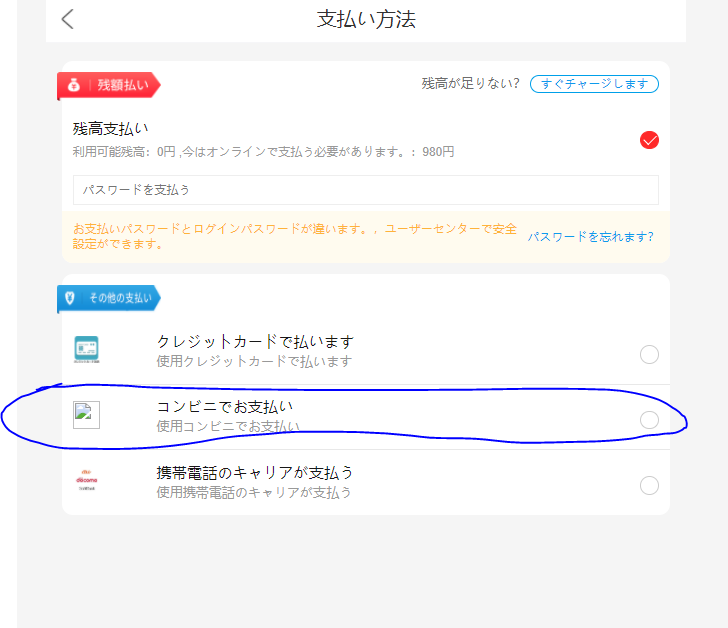 支払い方法
残額払い 残高が足りない? すぐチャージします
残高支払い
利用可能残高: 0円 ,今はオンラインで支払う必要があります。: 980円
パスワードを支払う
お支払いパスワードとログインパスワードが違います。, ユーザーセンターで安全
設定ができます。
パスワードを忘れます?
¥ その他の支払い
クレジットカードで払います
使用クレジットカードで払います
コンビニでお支払い
使用コンビニでお支払い
携帯電話のキャリアが支払う
使用携帯電話のキャリアが支払う
au
docomo
SoftBank